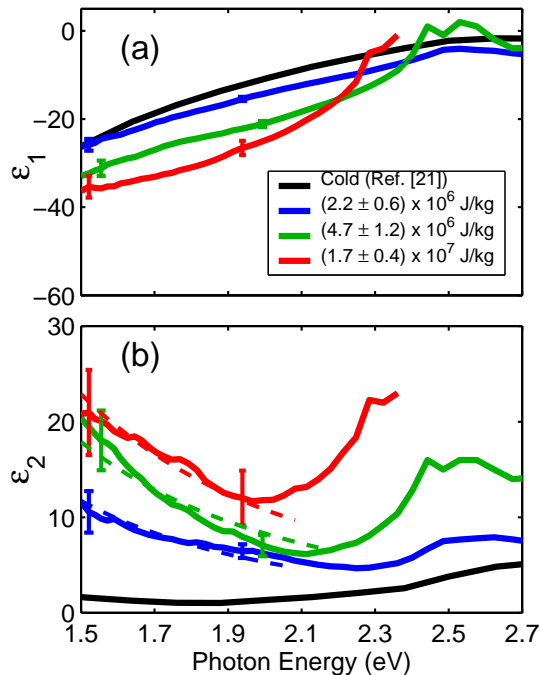 0
(a)
−20
ε1
−40
−60
Cold (Ref. [21])
(2.2 ± 0.6) x 10^6 J/kg
(4.7 ± 1.2) x 10^6 J/kg
(1.7 ± 0.4) x 10^7 J/kg
30
(b)
20
ε2
10
0
1.5 1.7 1.9 2.1 2.3 2.5 2.7
Photon Energy (eV)